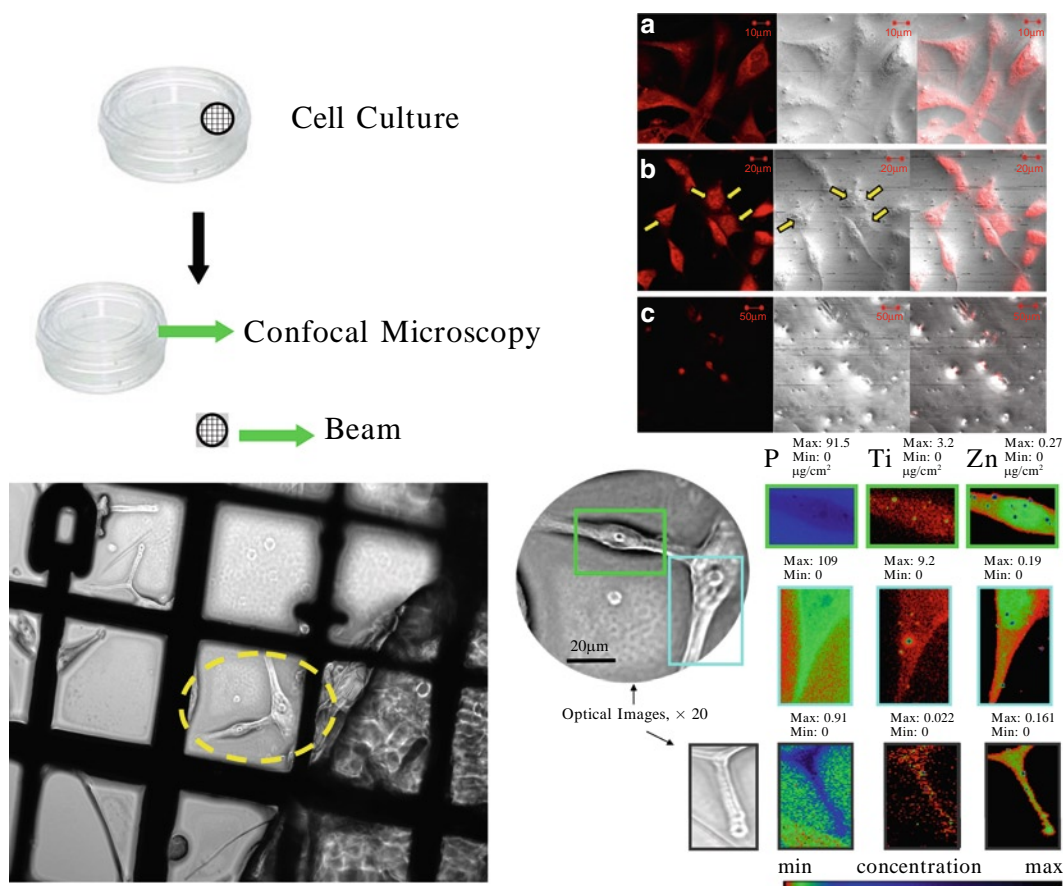 Cell Culture
Confocal Microscopy
Beam
a
10μm
10μm
10μm
b
20μm
20μm
20μm
c
50μm
50μm
P
Max: 91.5
Min: 0
μg/cm²
Ti
Max: 3.2
Min: 0
μg/cm²
Zn
Max: 0.27
Min: 0
μg/cm²
Max: 109
Min: 0
Max: 9.2
Min: 0
Max: 0.19
Min: 0
20μm
Optical Images, × 20
Max: 0.91
Min: 0
Max: 0.022
Min: 0
Max: 0.161
Min: 0
min concentration max